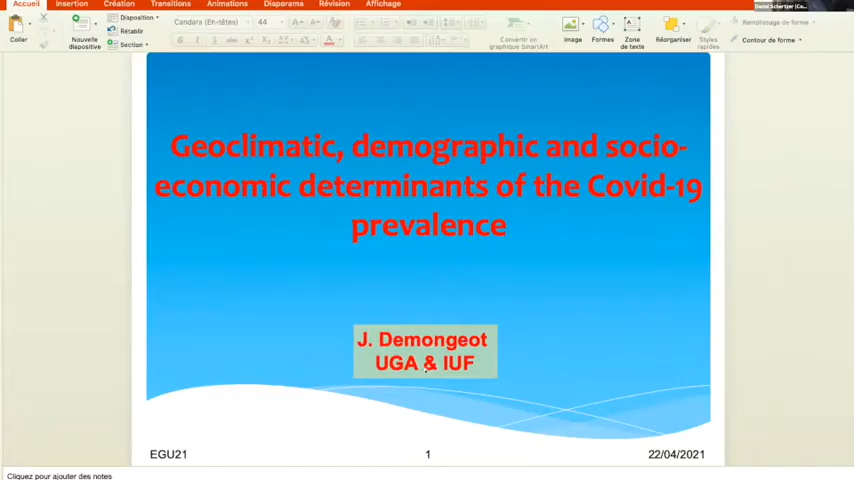 Accueil Insertion Création Transitions Animations Diaporama Révision Affichage
Coller
Nouvelle
diapositive
Disposition
Rétablir
Section
Candara (En-têtes)
44
Convertir en
graphique SmartArt
Image
Formes
Zone
de texte
Réorganiser
Styles
rapides
Remplissage de forme
Contour de forme
Geoclimatic, demographic and socio-
economic determinants of the Covid-19
prevalence
J. Demongeot
UGA & IUF
EGU21 1 22/04/2021
Cliquez pour ajouter des notes